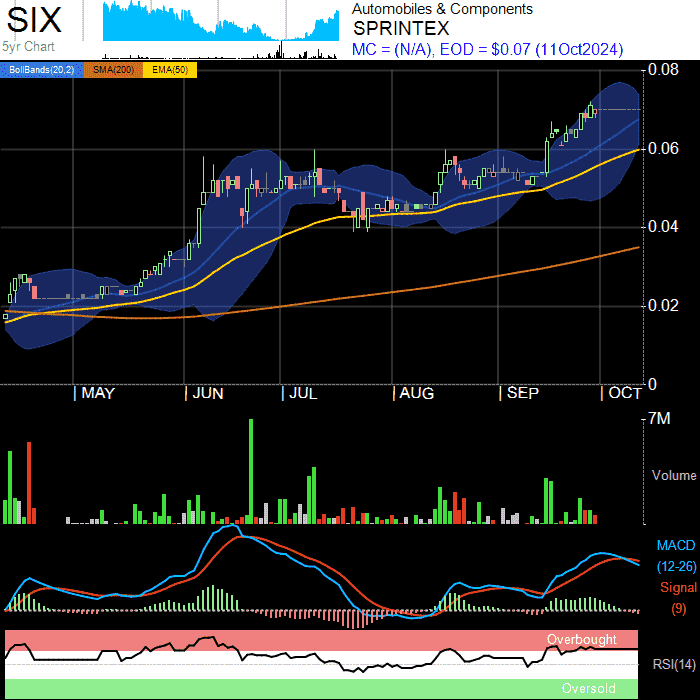 SIX
5yr Chart
Automobiles & Components
SPRINTEX
MC = (N/A), EOD = $0.07 (11Oct2024)
BollBands(20,2) SMA(200) EMA(50)
0.08
0.06
0.04
0.02
0
MAY JUN JUL AUG SEP OCT
7M
Volume
MACD
(12-26)
Signal
(9)
Overbought
RSI(14)
Oversold